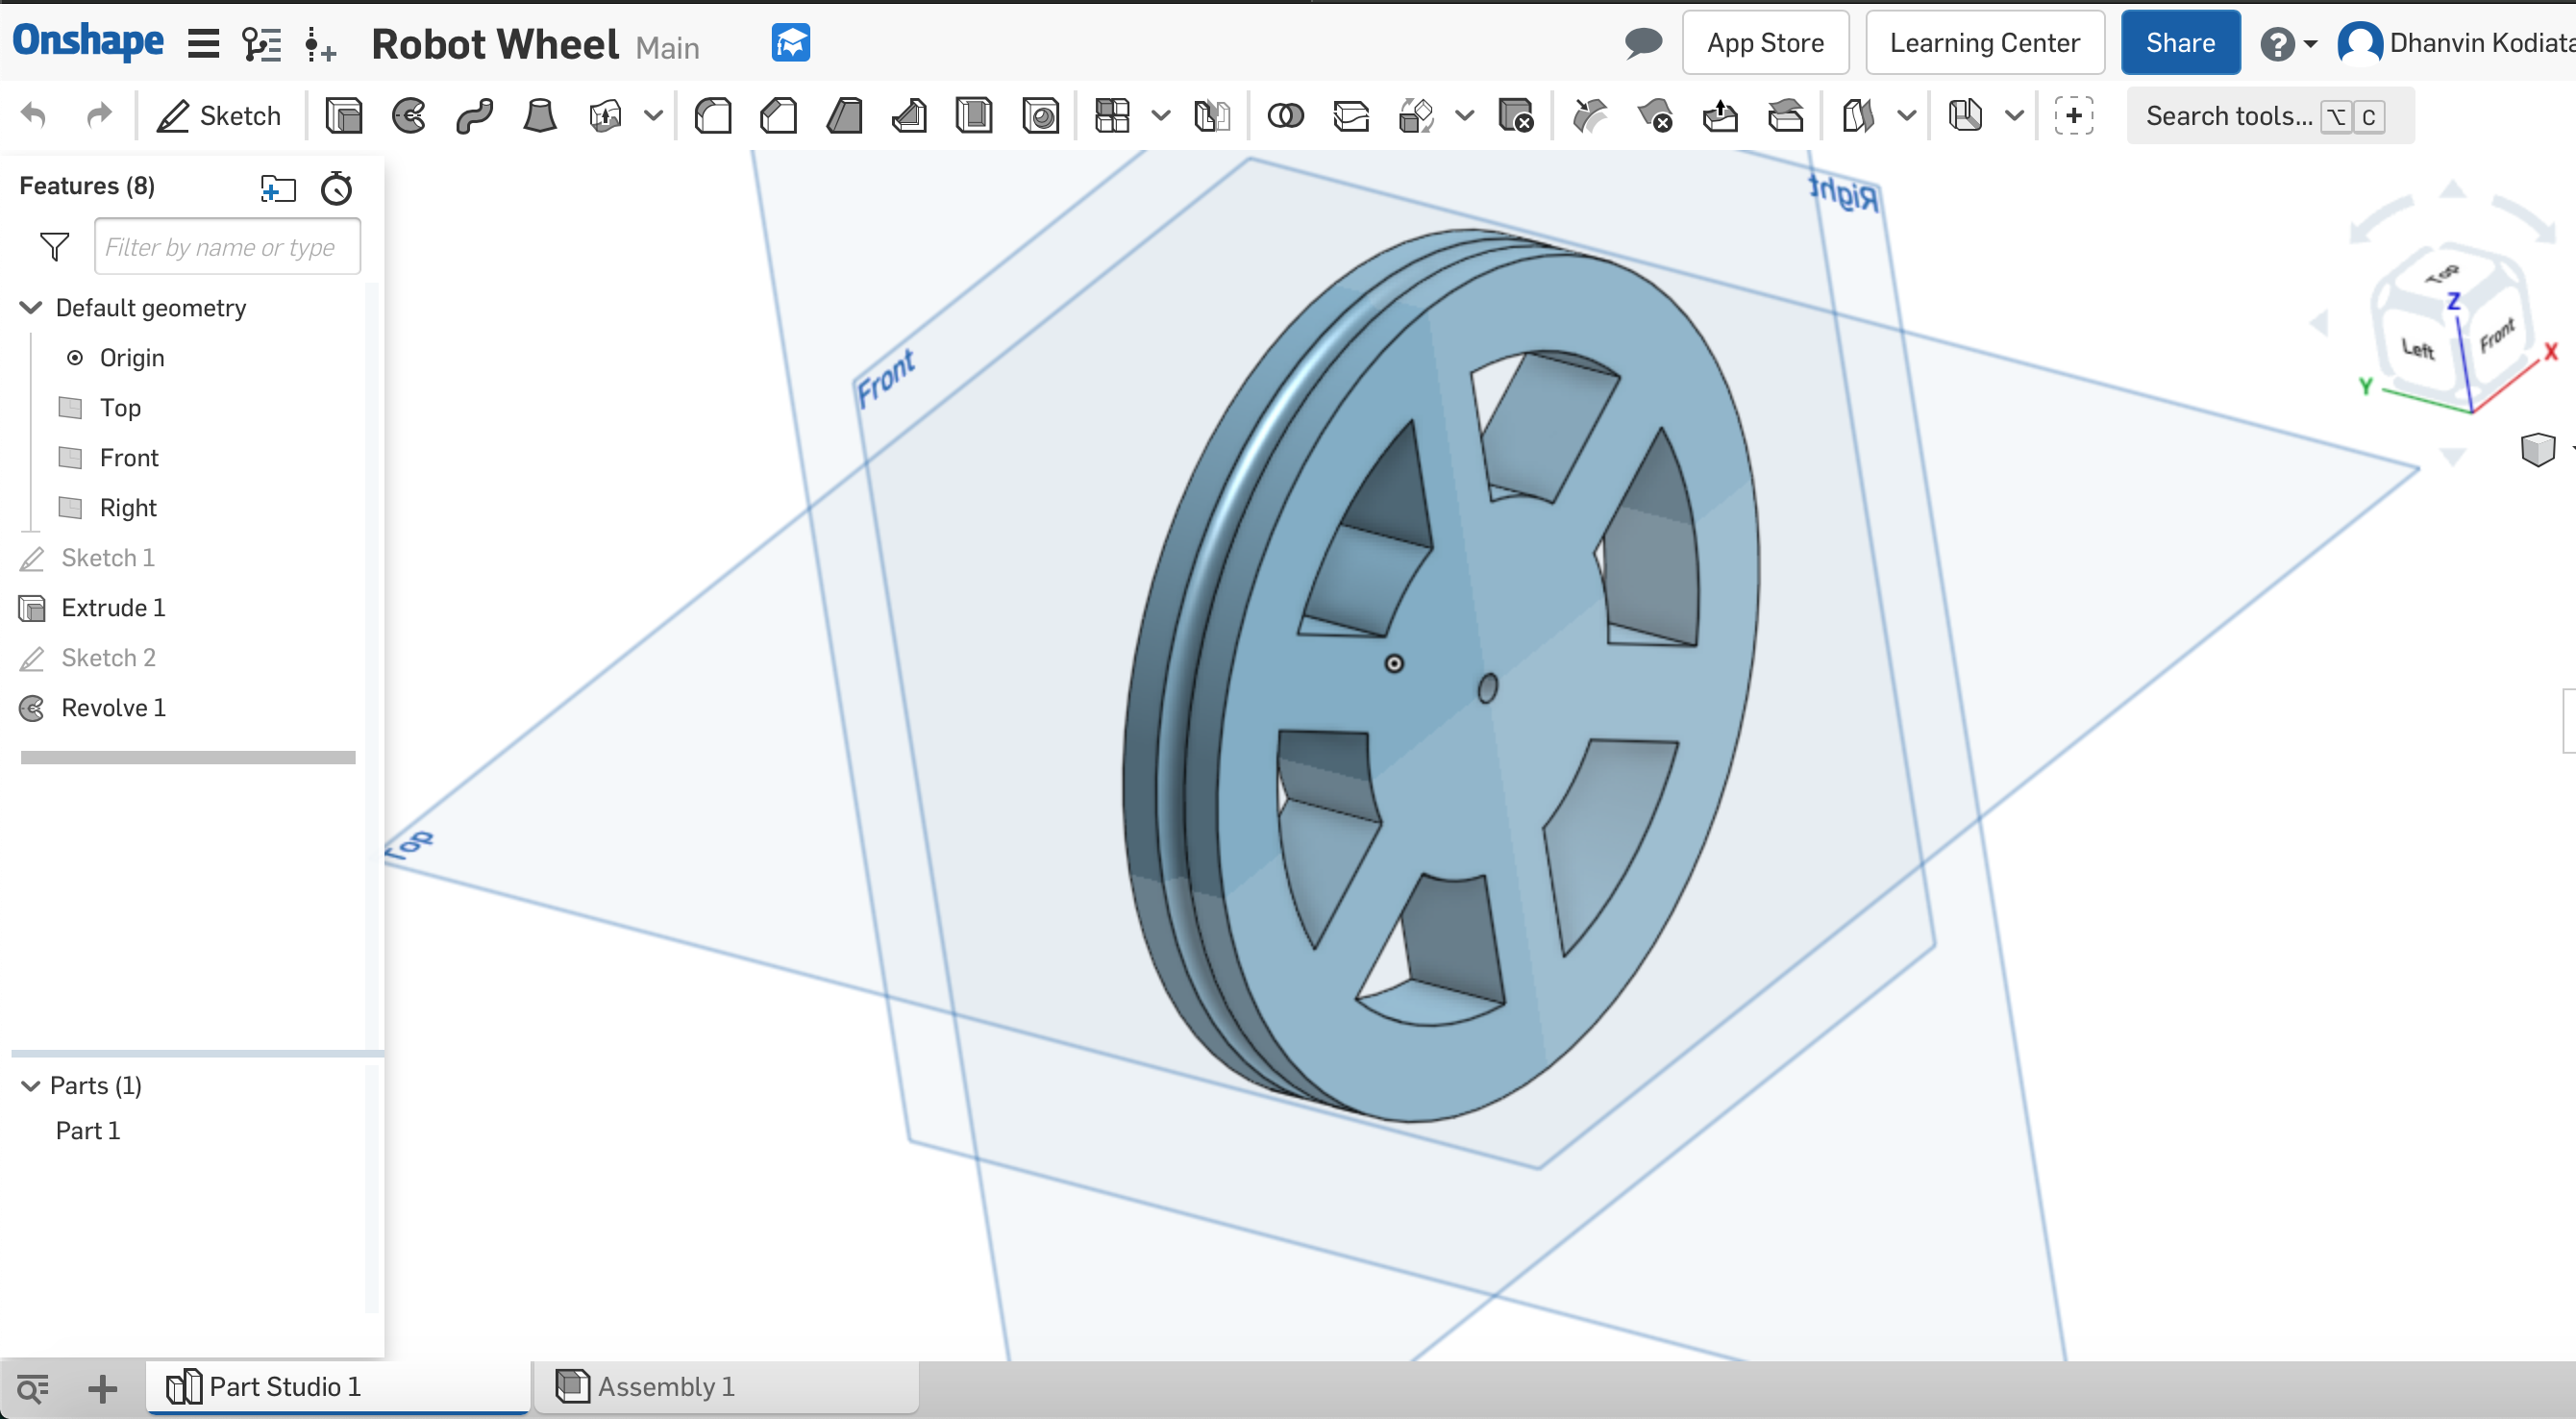 Onshape Robot Wheel Main App Store Learning Center Share Dhanvin
Sketch Search tools... ⌥ C
Features (8)
Filter by name or type
Default geometry
Origin
Top
Front
Right
Sketch 1
Extrude 1
Sketch 2
Revolve 1
Parts (1)
Part 1
Right
Front
Top
Top
Z
Left
Front
X
Y
Part Studio 1
Assembly 1